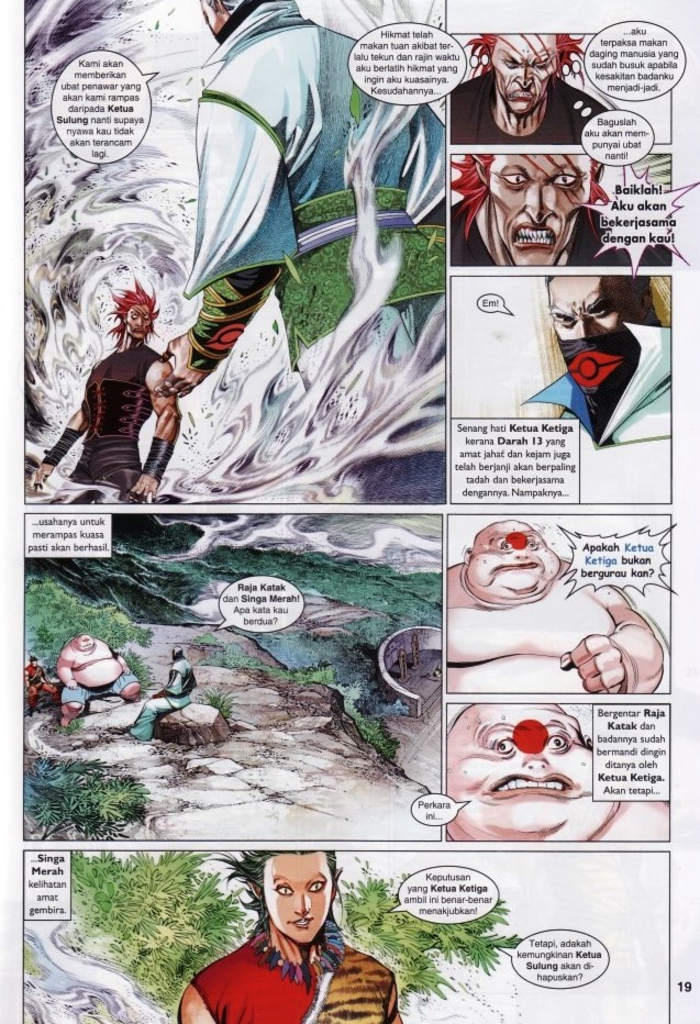 Kami akan
memberikan
ubat penawar yang
akan kami rampas
daripada Ketua
Sulung nanti supaya
nyawa kau tidak
akan terancam
lagi.
Hikmat telah
makan tuan akibat ter-
lalu tekun dan rajin waktu
aku berlatih hikmat yang
ingin aku kuasainya.
Kesudahannya...
...aku
terpaksa makan
daging manusia yang
sudah busuk apabila
kesakitan badanku
menjadi-jadi.
Baguslah
aku akan mem-
punyai ubat
nanti!
Baiklah!
Aku akan
bekerjasama
dengan kau!
Em!
Senang hati Ketua Ketiga
kerana Darah 13 yang
amat jahat dan kejam juga
telah berjanji akan berpaling
tadah dan bekerjasama
dengannya. Nampaknya...
...usahanya untuk
merampas kuasa
pasti akan berhasil.
Raja Katak
dan Singa Merah!
Apa kata kau
berdua?
Apakah Ketua
Ketiga bukan
bergurau kan?
Bergentar Raja
Katak dan
badannya sudah
bermandi dingin
ditanya oleh
Ketua Ketiga.
Akan tetapi...
Perkara
ini...
...Singa
Merah
kelihatan
amat
gembira.
Keputusan
yang Ketua Ketiga
ambil ini benar-benar
menakjubkan!
Tetapi, adakah
kemungkinan Ketua
Sulung akan di-
hapuskan?
19